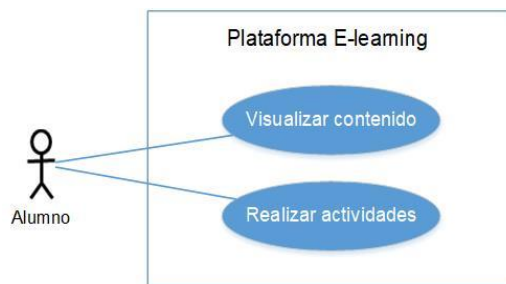 Plataforma E-learning
Visualizar contenido
Alumno
Realizar actividades